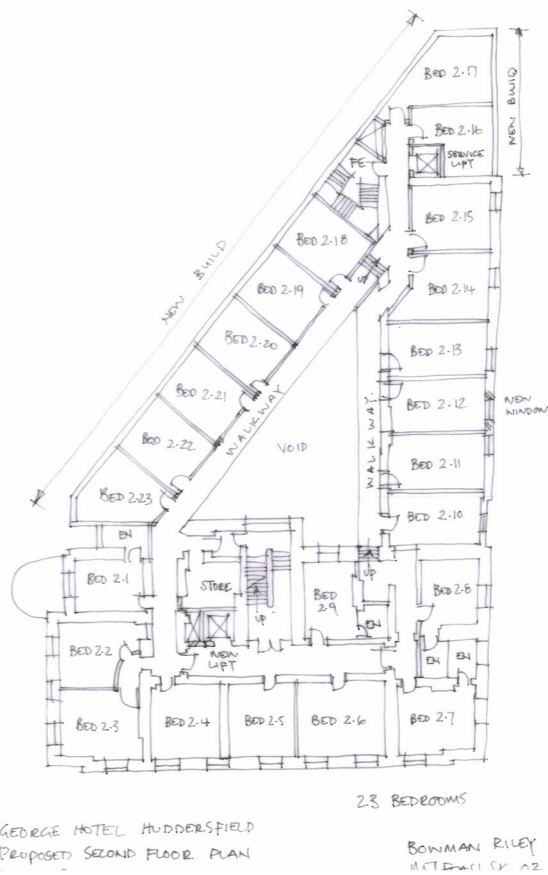 BED 2.17
NEW BUILD
BED 2.16
SERVICE
LIFT
FE
BED 2.15
BED 2.18
UP
NEW BUILD
BED 2.19
BED 2.14
BED 2.20
BED 2.13
BED 2.21
BED 2.12
NEW
WINDOW
WALKWAY
WALKWAY
BED 2.22
VOID
BED 2.11
BED 2.23
BED 2.10
EN
BED 2.1
STORE
UP
BED 2.9
UP
BED 2.8
EN
BED 2.2
NEW
LIFT
EN
EN
BED 2.3
BED 2.4
BED 2.5
BED 2.6
BED 2.7
23 BEDROOMS
GEORGE HOTEL HUDDERSFIELD
PROPOSED SECOND FLOOR PLAN
BOWMAN RILEY